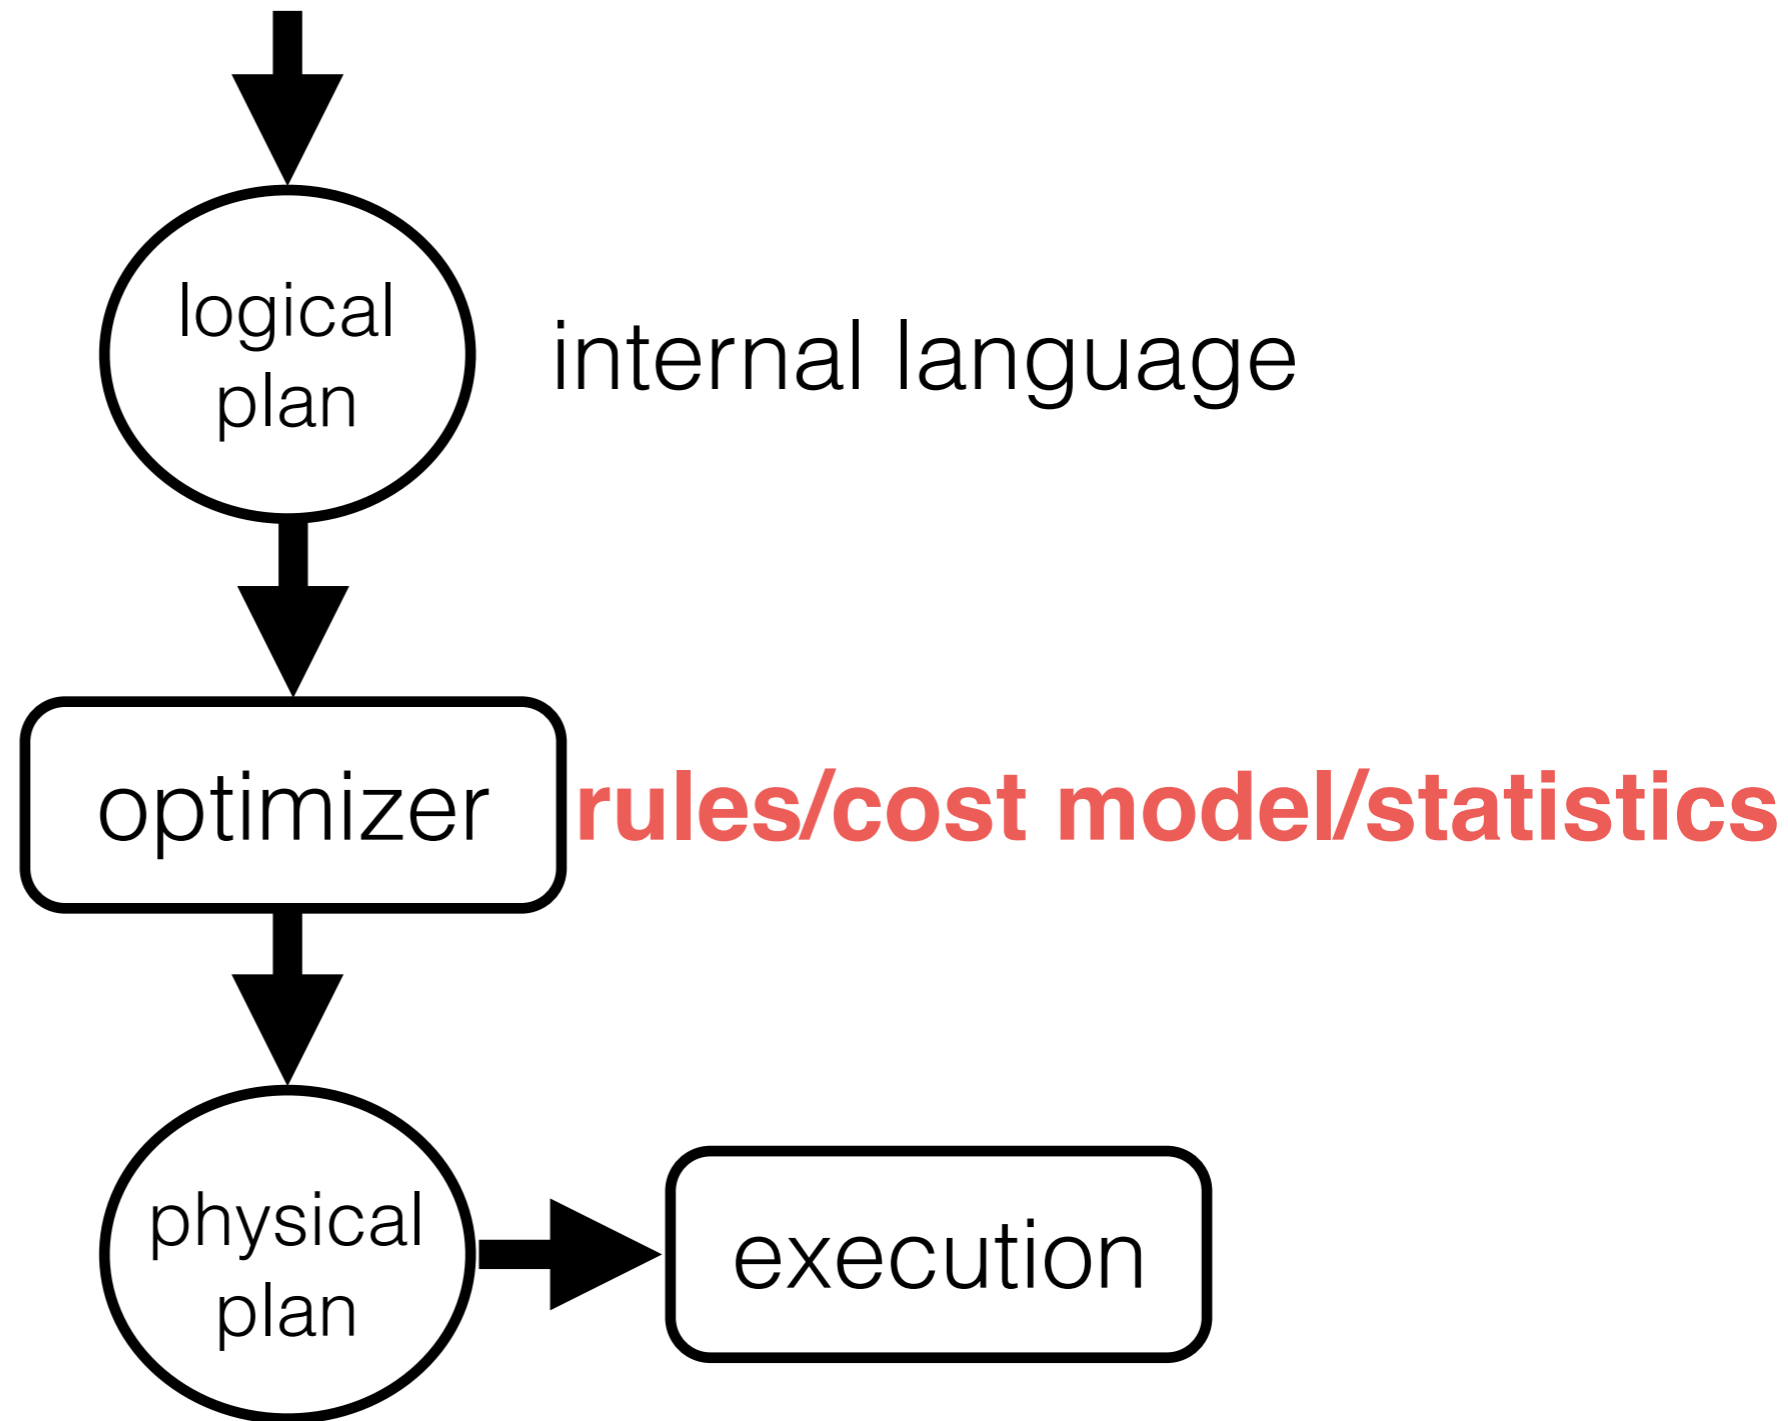 logical
plan
internal language
optimizer
rules/cost model/statistics
physical
plan
execution